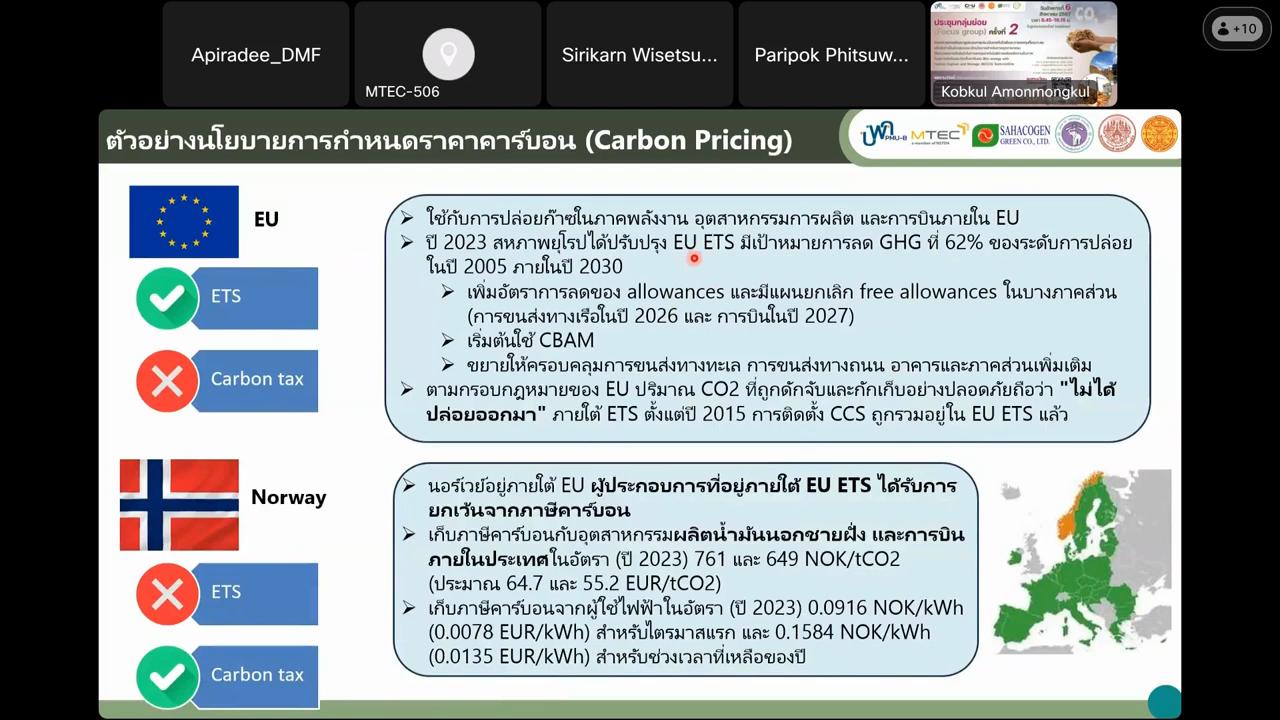 Sirikarn Wise
Paripok Phitsuw...
MTEC-506
Kobkul Amonmongkul
+10
ประชุมกลุ่มย่อย
(Focus group) ครั้งที่ 2
ตัวอย่างนโยบายการกำหนดราคาคาร์บอน (Carbon Pricing)
PMU-B
MTEC
a member of NSTDA
SAHACOGEN
GREEN CO., LTD.
EU
ETS
Carbon tax
ใช้กับการปล่อยก๊าซในภาคพลังงาน อุตสาหกรรมการผลิต และการบินภายใน EU
ปี 2023 สหภาพยุโรปได้ปรับปรุง EU ETS มีเป้าหมายการลด GHG ที่ 62% ของระดับการปล่อย
ในปี 2005 ภายในปี 2030
เพิ่มอัตราการลดของ allowances และมีแผนยกเลิก free allowances ในบางภาคส่วน
(การขนส่งทางเรือในปี 2026 และ การบินในปี 2027)
เริ่มต้นใช้ CBAM
ขยายให้ครอบคลุมการขนส่งทางทะเล การขนส่งทางถนน อาคารและภาคส่วนเพิ่มเติม
ตามกรอบกฎหมายของ EU ปริมาณ CO2 ที่ถูกดักจับและกักเก็บอย่างปลอดภัยถือว่า "ไม่ได้
ปล่อยออกมา" ภายใต้ ETS ตั้งแต่ปี 2015 การติดตั้ง CCS ถูกรวมอยู่ใน EU ETS แล้ว
Norway
ETS
Carbon tax
นอร์เวย์อยู่ภายใต้ EU ผู้ประกอบการที่อยู่ภายใต้ EU ETS ได้รับการ
ยกเว้นจากภาษีคาร์บอน
เก็บภาษีคาร์บอนกับอุตสาหกรรมผลิตน้ำมันนอกชายฝั่ง และการบิน
ภายในประเทศในอัตรา (ปี 2023) 761 และ 649 NOK/tCO2
(ประมาณ 64.7 และ 55.2 EUR/tCO2)
เก็บภาษีคาร์บอนจากผู้ใช้ไฟฟ้าในอัตรา (ปี 2023) 0.0916 NOK/kWh
(0.0078 EUR/kWh) สำหรับไตรมาสแรก และ 0.1584 NOK/kWh
(0.0135 EUR/kWh) สำหรับช่วงเวลาที่เหลือของปี